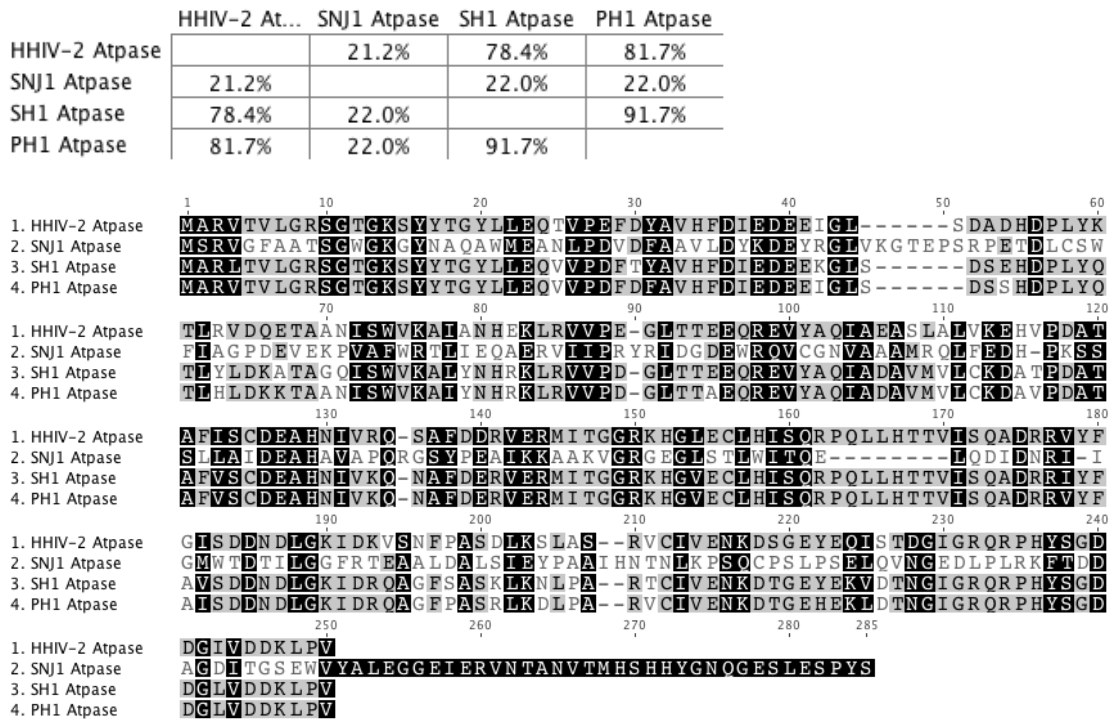 HHIV-2 At... SNJ1 Atpase SH1 Atpase PH1 Atpase
HHIV-2 Atpase 21.2% 78.4% 81.7%
SNJ1 Atpase 21.2% 22.0% 22.0%
SH1 Atpase 78.4% 22.0% 91.7%
PH1 Atpase 81.7% 22.0% 91.7%
1 10 20 30 40 50 60
1. HHIV-2 Atpase MARVTVLGRSGTGKSYYTGYLLEQTVPEFDYAVHFDIEDEEIGL------SDADHDPLYK
2. SNJ1 Atpase MSRVGFAATSGWGKGYNAQAWMEANLPDVDFAAVLDYKDEYRGLVKGTEPSRPETDLCSW
3. SH1 Atpase MARLTVLGRSGTGKSYYTGYLLEQVVPDFTYAVHFDIEDEEKGLS------DSEHDPLYQ
4. PH1 Atpase MARVTVLGRSGTGKSYYTGYLLEQVVPDFDFAVHFDIEDEEIGLS------DSSHDPLYQ
70 80 90 100 110 120
1. HHIV-2 Atpase TLRVDQETAANISWVKAIANHEKLRVVPE-GLTTEEQREVYAQIAEASLALVKEHVPDAT
2. SNJ1 Atpase FIAGPDEVEKPVAFWRTLIEQAERVIIPRYRIDGDEWRQVCGNVAAAMRQLFEDH-PKSS
3. SH1 Atpase TLYLDKATAGQISWVKALYNHRKLRVVPD-GLTTEEQREVYAQIADAVMVLCKDATPDAT
4. PH1 Atpase TLHLDKKTAANISWVKAIYNHRKLRVVPD-GLTTAEQREVYAQIADAVMVLCKDAVPDAT
130 140 150 160 170 180
1. HHIV-2 Atpase AFISCDEAHNIVRQ-SAFDDRVERMITGGRKHGLECLHISQRPQLLHTTVISQADRRVYF
2. SNJ1 Atpase SLLAIDEAHAVAPQRGSYPEAIKKAAKVGRGEGLSTLWITQE---------LQDIDNRI-I
3. SH1 Atpase AFVSCDEAHNIVKQ-NAFDERVERMITGGRKHGVECLHISQRPQLLHTTVISQADRRIYF
4. PH1 Atpase AFVSCDEAHNIVKQ-NAFDERVERMITGGRKHGVECLHISQRPQLLHTTVISQADRRVYF
190 200 210 220 230 240
1. HHIV-2 Atpase GISDDNDLGKIDKVSNFPASDLKSLAS--RVCIVENKDSGEYEQISTDGIGRQRPHYSGD
2. SNJ1 Atpase GMWTDTILGGFRTEAALDALSIEYPAAIHNTNLKPSQCPSLPSELQVNGEDLPLRKFTDD
3. SH1 Atpase AVSDDNDLGKIDRQAGFSASKLKNLPA--RTCIVENKDTGEYEKVDTNGIGRQRPHYSGD
4. PH1 Atpase AISDDNDLGKIDRQAGFPASRLKDLPA--RVCIVENKDTGEHEKLDTNGIGRQRPHYSGD
250 260 270 280 285
1. HHIV-2 Atpase DGIVDDKLPV
2. SNJ1 Atpase AGDITGSEWVYALEGGEIERVNTANVTMHSHHYGNQGESLESPYS
3. SH1 Atpase DGLVDDKLPV
4. PH1 Atpase DGLVDDKLPV